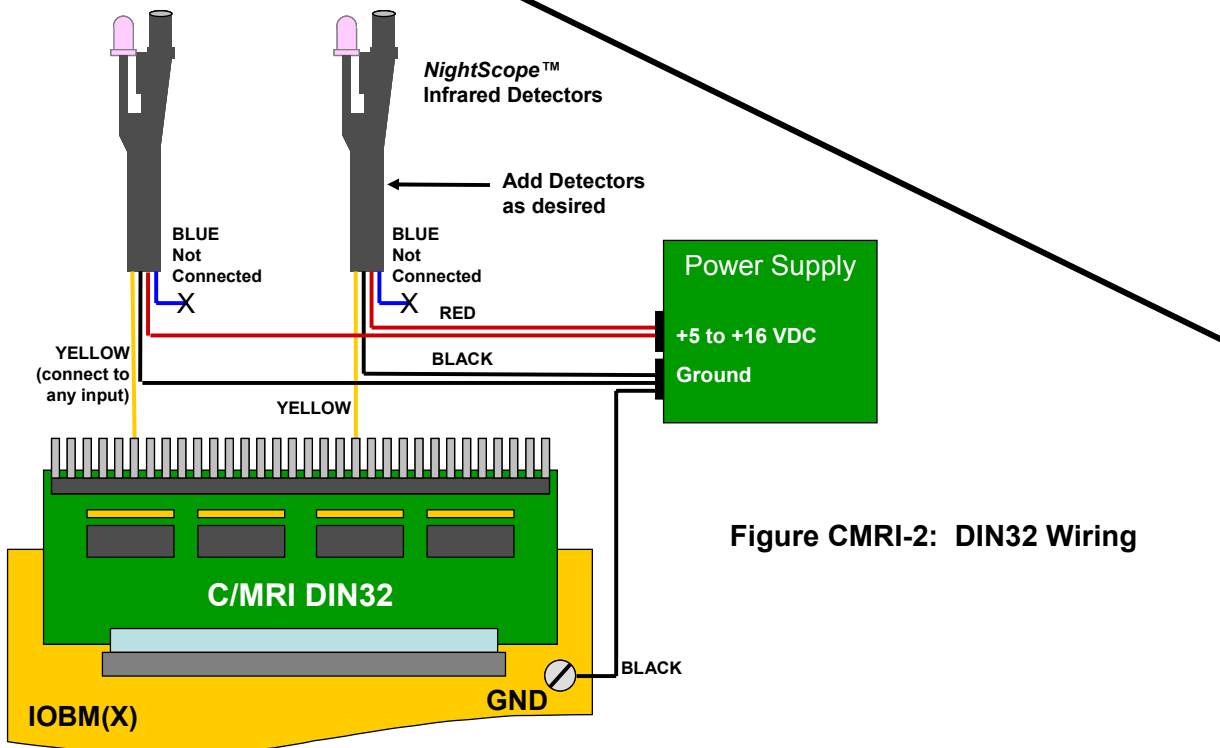 NightScope™
Infrared Detectors
Add Detectors
as desired
BLUE
Not
Connected
X
BLUE
Not
Connected
X
RED
BLACK
Power Supply
+5 to +16 VDC
Ground
YELLOW
(connect to
any input)
YELLOW
Figure CMRI-2: DIN32 Wiring
C/MRI DIN32
BLACK
GND
IOBM(X)